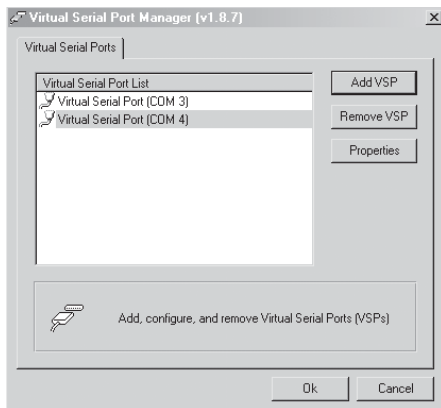 Virtual Serial Port Manager (v1.8.7)
Virtual Serial Ports
Virtual Serial Port List
Virtual Serial Port (COM 3)
Virtual Serial Port (COM 4)
Add VSP
Remove VSP
Properties
Add, configure, and remove Virtual Serial Ports (VSPs)
Ok
Cancel